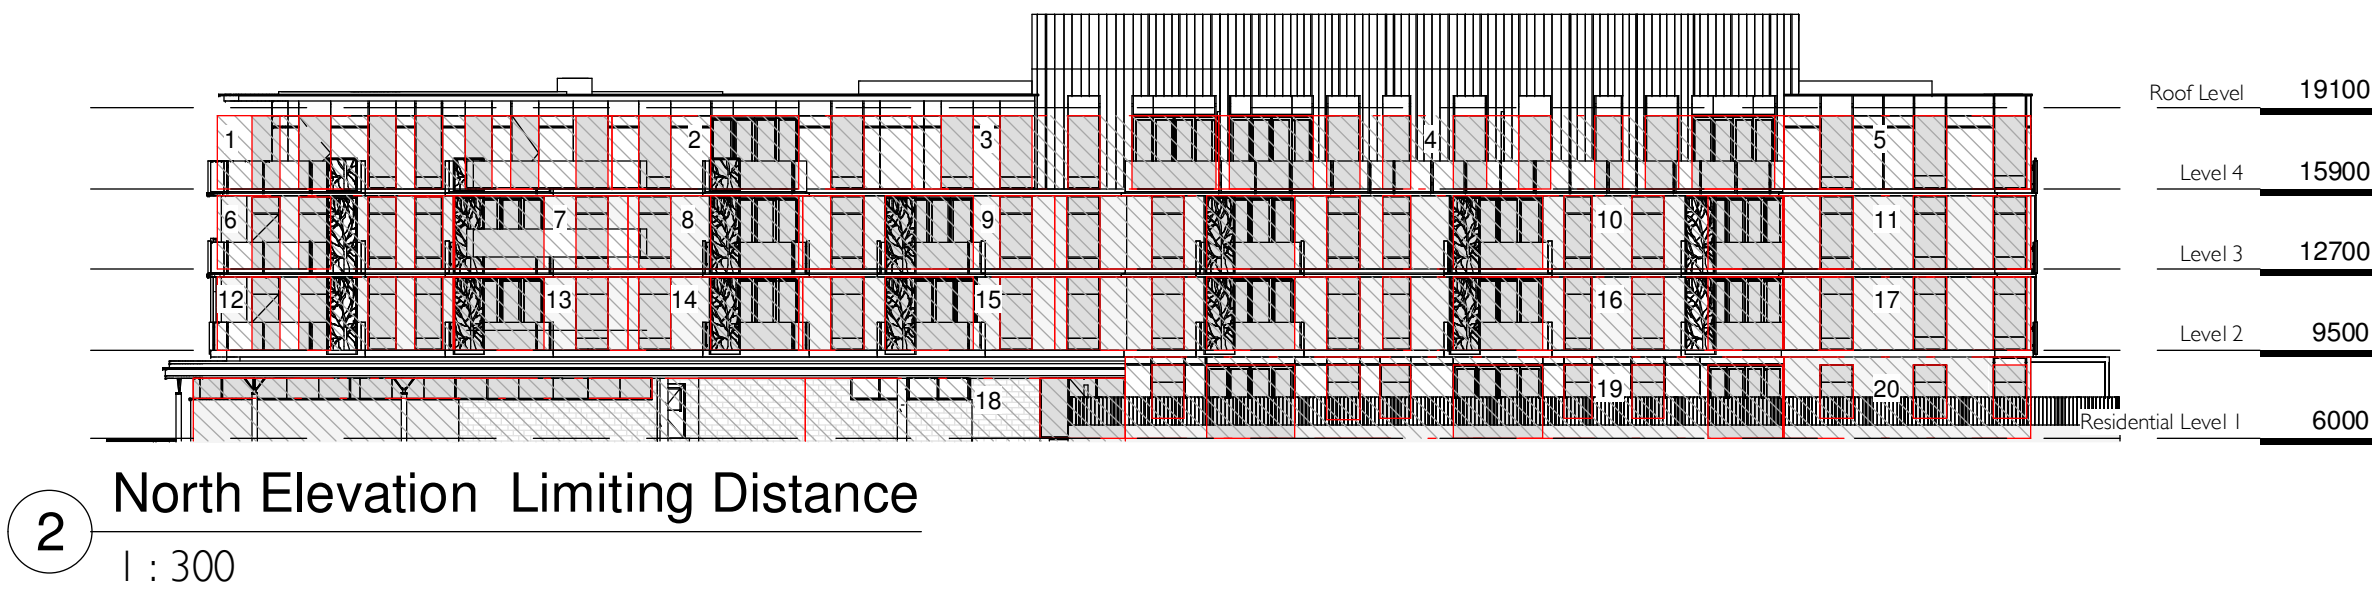 Roof Level 19100
1 2 3 4 5
Level 4 15900
6 7 8 9 10 11
Level 3 12700
12 13 14 15 16 17
Level 2 9500
18 19 20
Residential Level 1 6000
2 North Elevation Limiting Distance
1 : 300